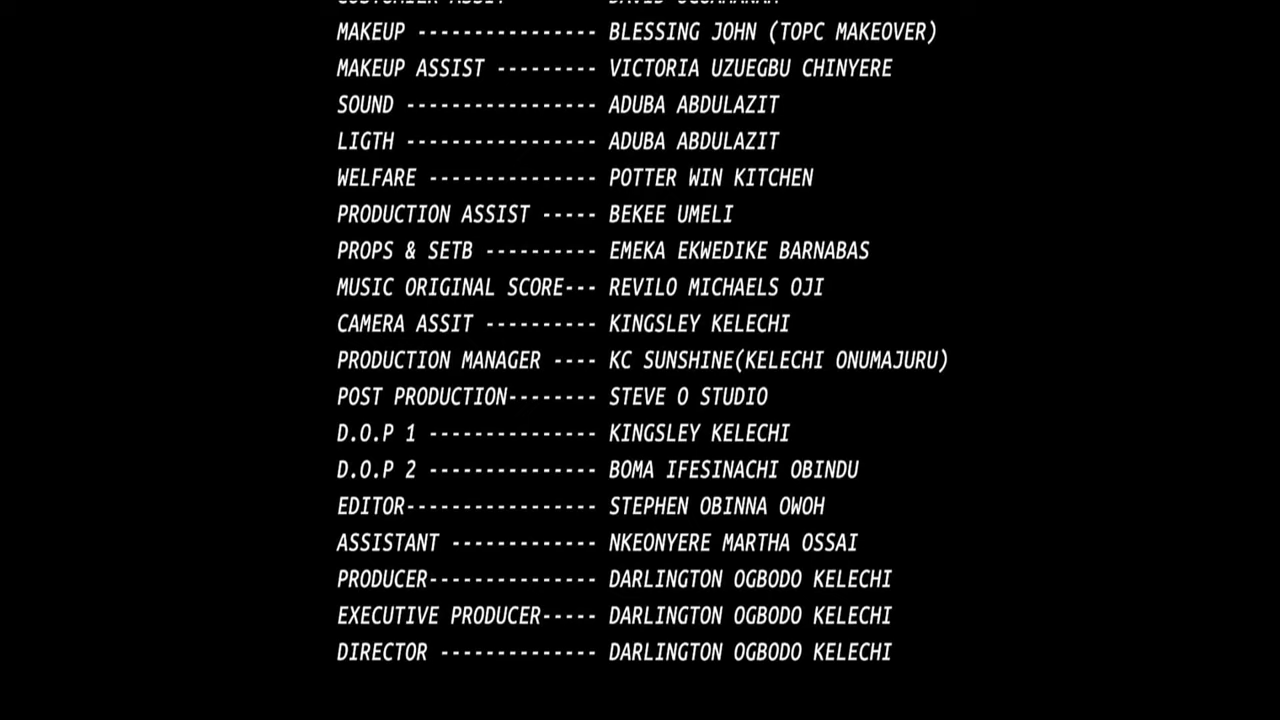 MAKEUP ---------------- BLESSING JOHN (TOPC MAKEOVER)
MAKEUP ASSIST --------- VICTORIA UZUEGBU CHINYERE
SOUND ----------------- ADUBA ABDULAZIT
LIGTH ----------------- ADUBA ABDULAZIT
WELFARE --------------- POTTER WIN KITCHEN
PRODUCTION ASSIST ----- BEKEE UMELI
PROPS & SETB ---------- EMEKA EKWEDIKE BARNABAS
MUSIC ORIGINAL SCORE--- REVILO MICHAELS OJI
CAMERA ASSIT ---------- KINGSLEY KELECHI
PRODUCTION MANAGER ---- KC SUNSHINE(KELECHI ONUMAJURU)
POST PRODUCTION-------- STEVE O STUDIO
D.O.P 1 --------------- KINGSLEY KELECHI
D.O.P 2 --------------- BOMA IFESINACHI OBINDU
EDITOR----------------- STEPHEN OBINNA OWOH
ASSISTANT ------------- NKEONYERE MARTHA OSSAI
PRODUCER--------------- DARLINGTON OGBODO KELECHI
EXECUTIVE PRODUCER----- DARLINGTON OGBODO KELECHI
DIRECTOR -------------- DARLINGTON OGBODO KELECHI